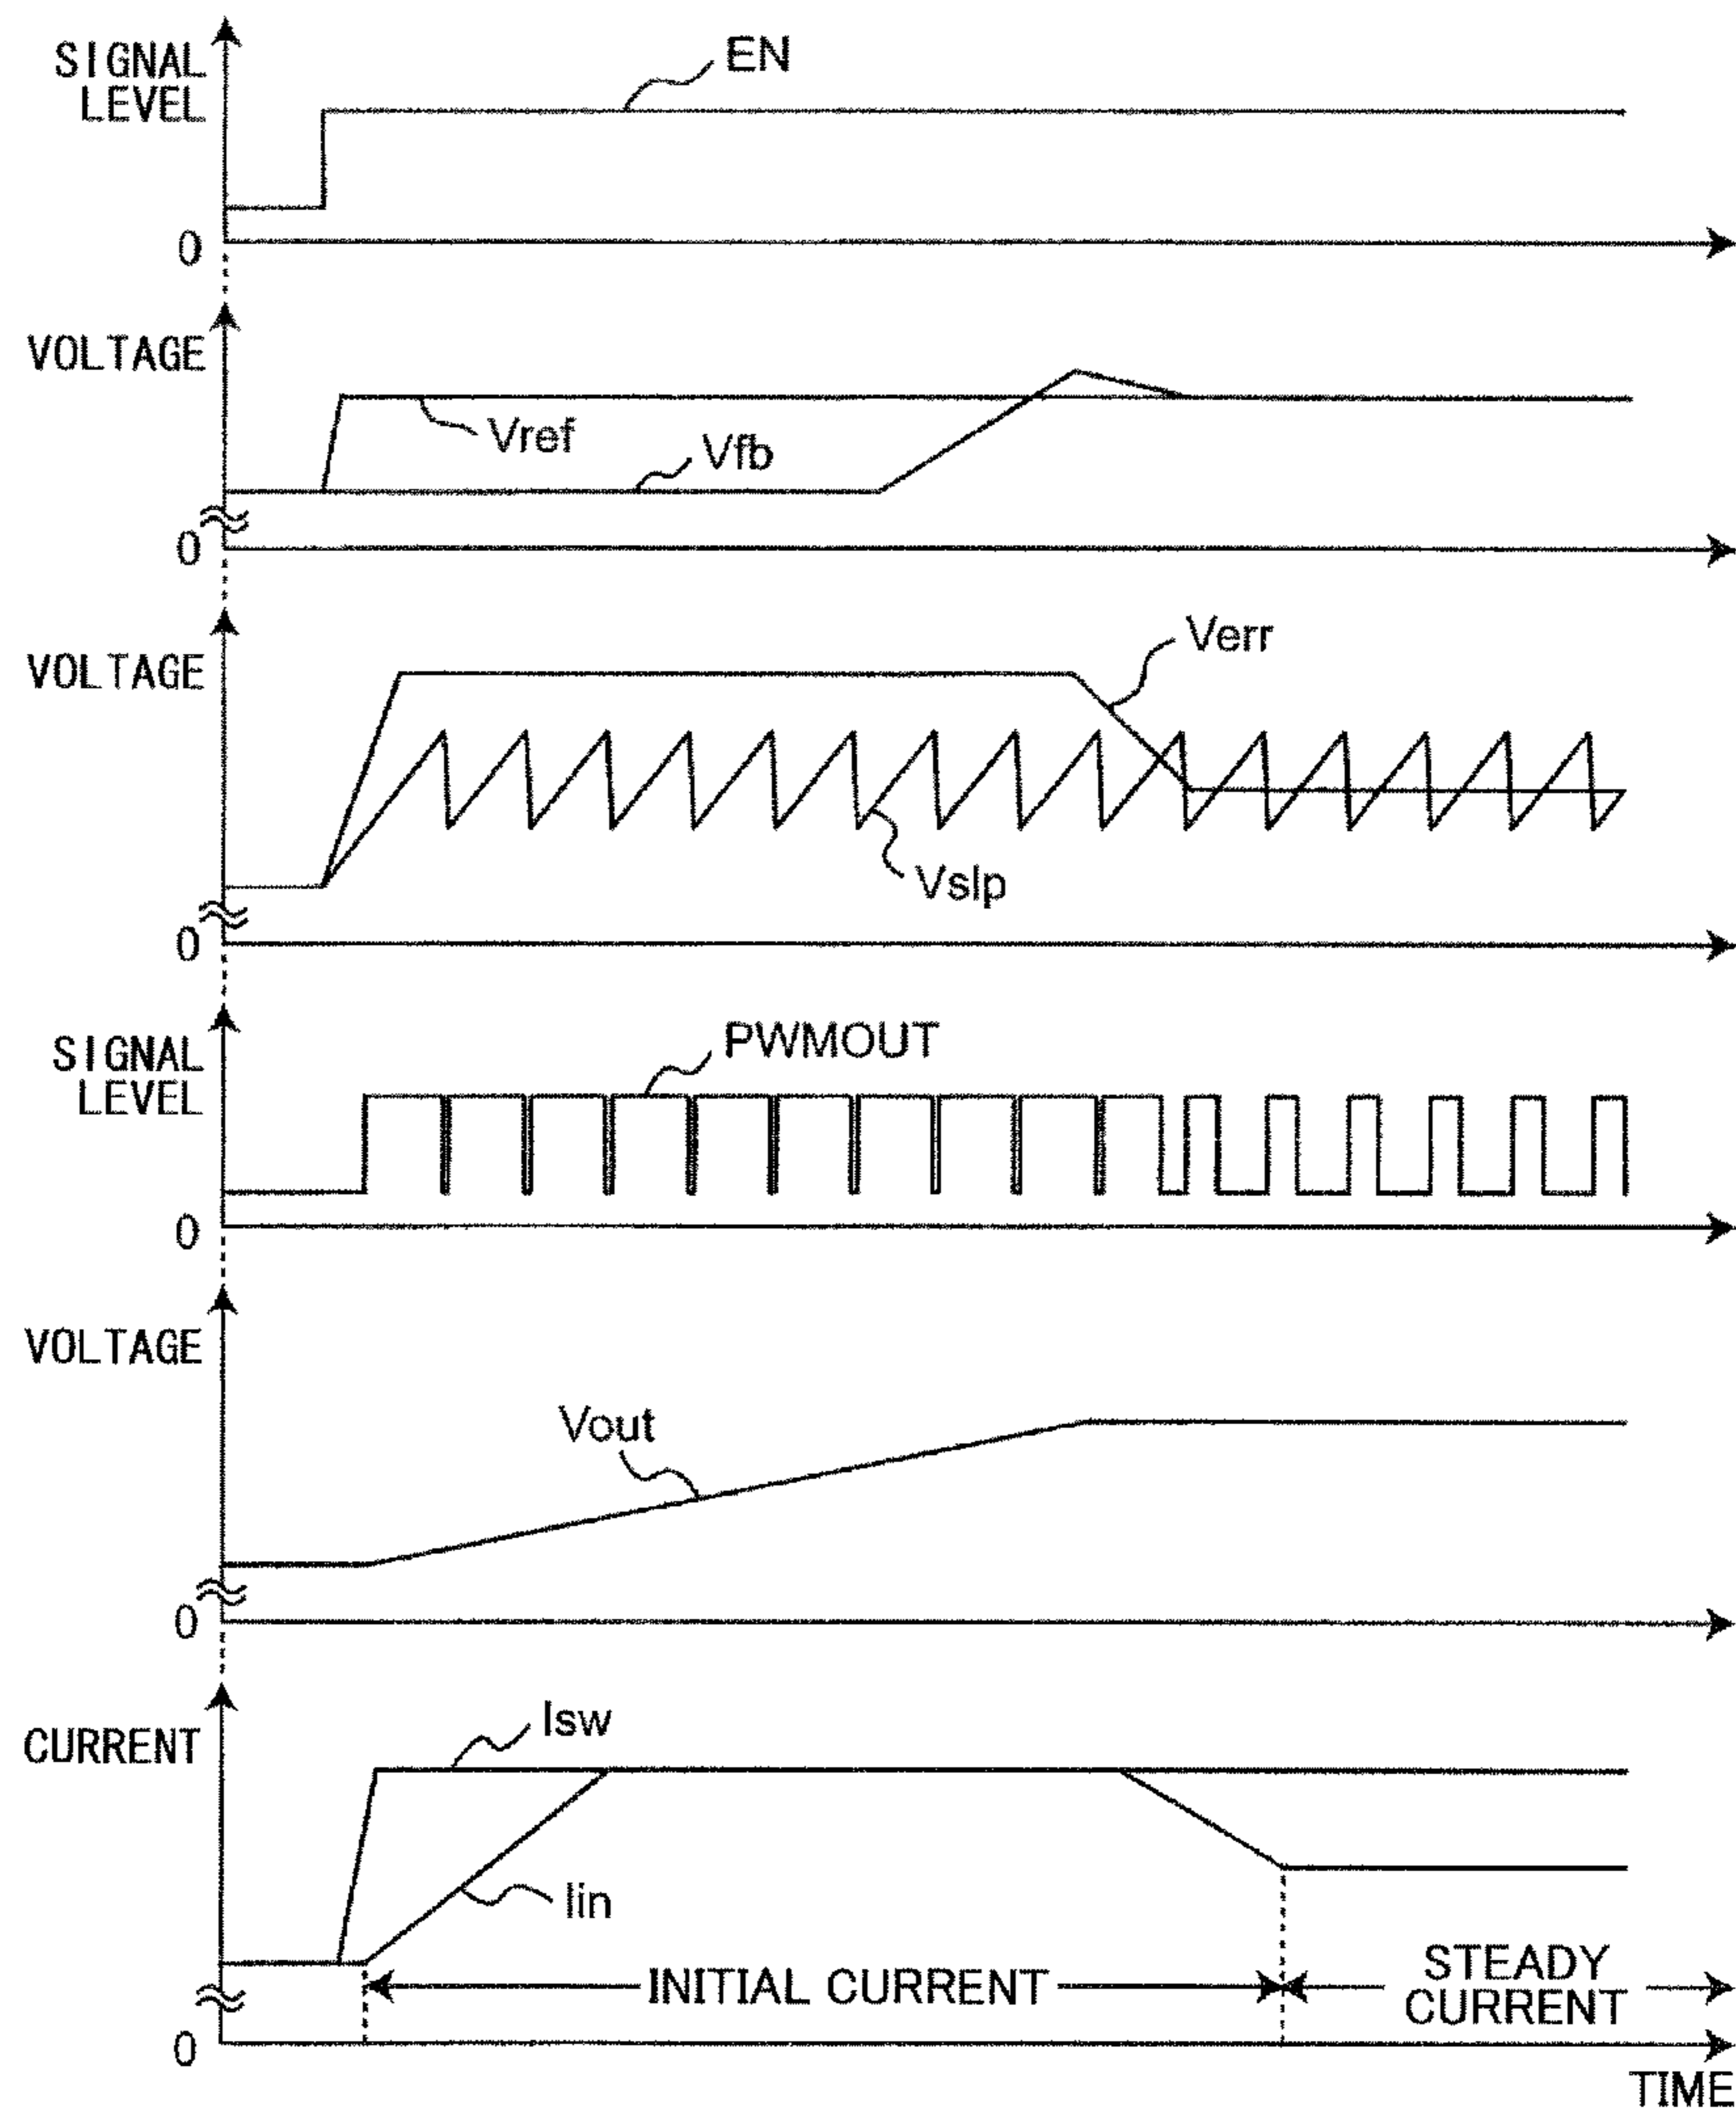 SIGNAL
LEVEL
EN
0
VOLTAGE
Vref
Vfb
0
VOLTAGE
Verr
Vslp
0
SIGNAL
LEVEL
PWMOUT
0
VOLTAGE
Vout
0
CURRENT
Isw
Iin
INITIAL CURRENT
STEADY
CURRENT
0
TIME